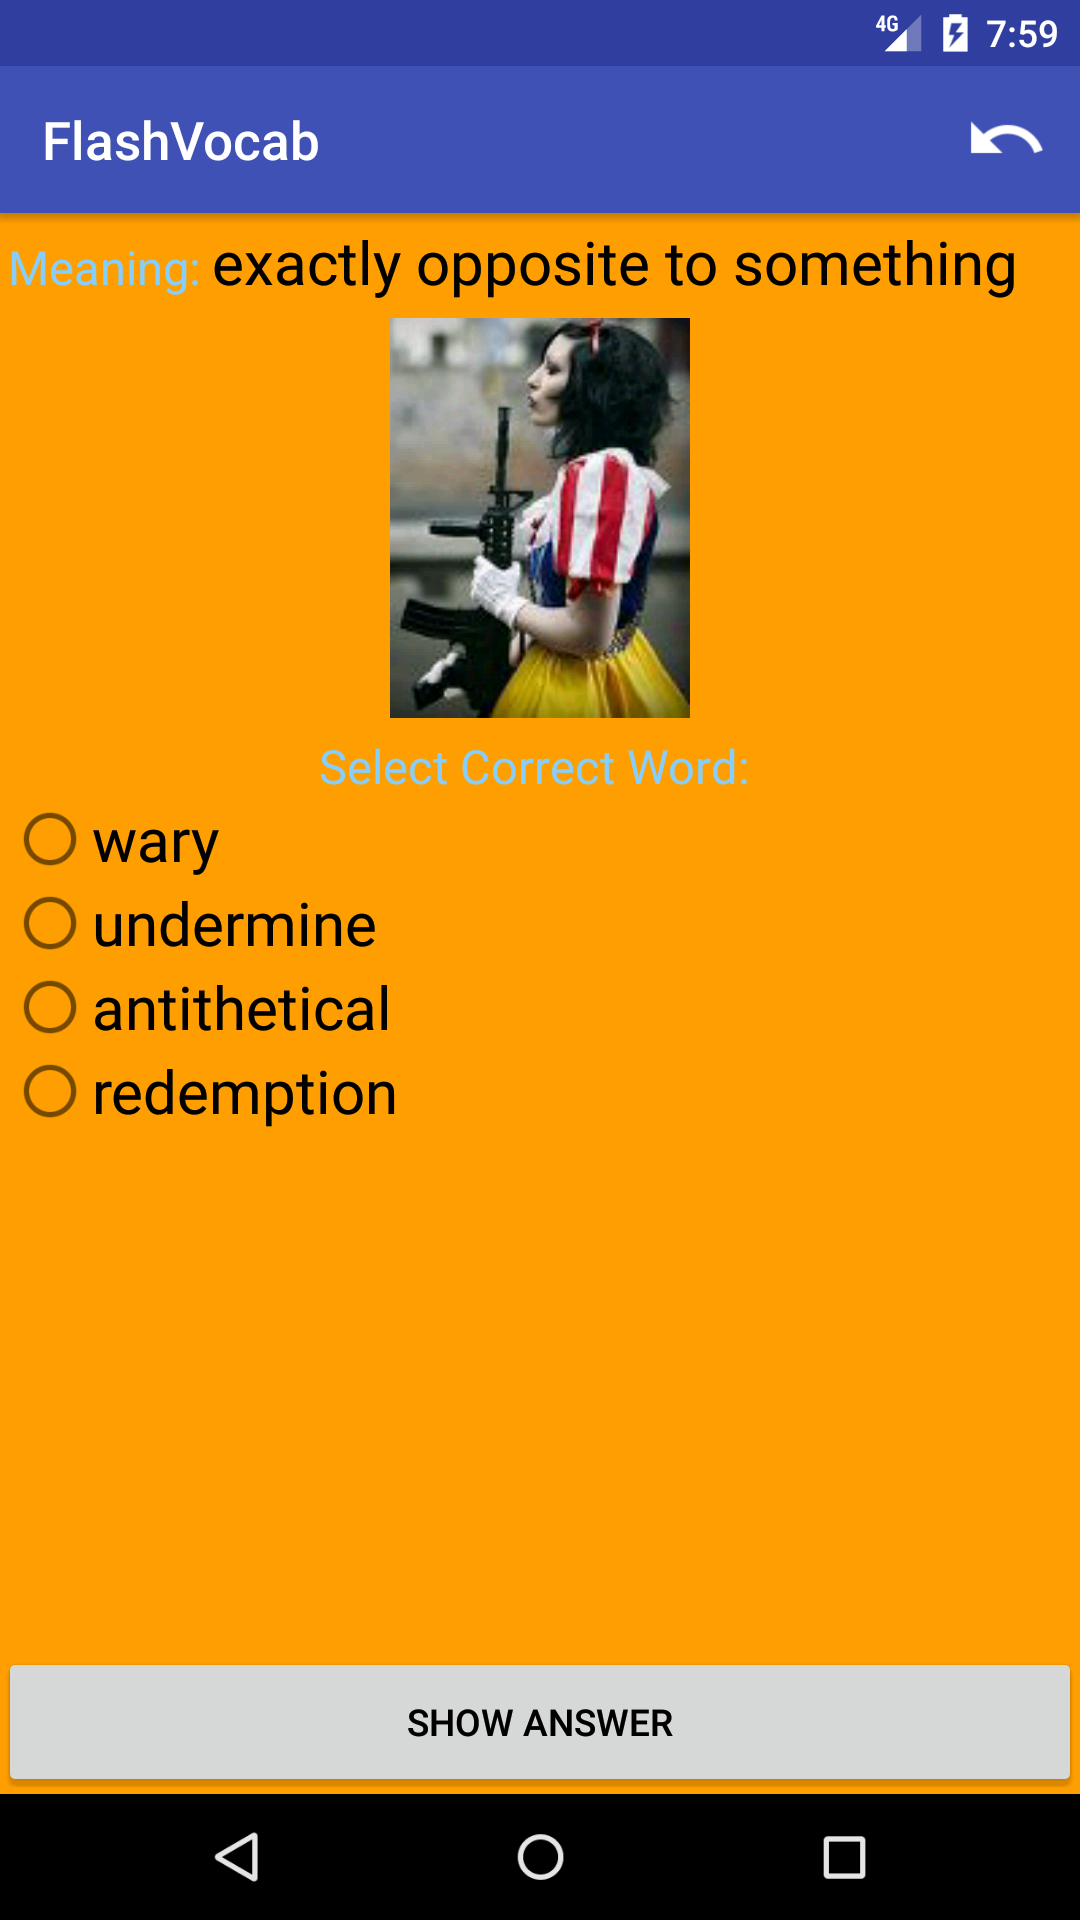 4G 7:59
FlashVocab
Meaning: exactly opposite to something
Select Correct Word:
wary
undermine
antithetical
redemption
SHOW ANSWER